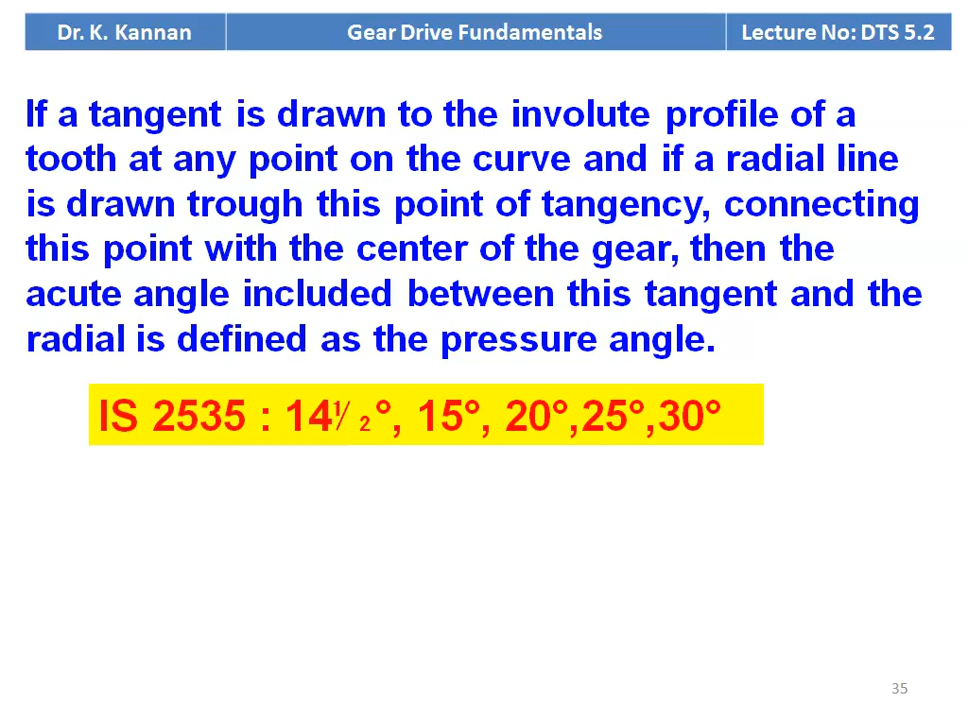 Dr. K. Kannan Gear Drive Fundamentals Lecture No: DTS 5.2
If a tangent is drawn to the involute profile of a
tooth at any point on the curve and if a radial line
is drawn trough this point of tangency, connecting
this point with the center of the gear, then the
acute angle included between this tangent and the
radial is defined as the pressure angle.
IS 2535 : 14 1/2 °, 15°, 20°,25°,30°
35